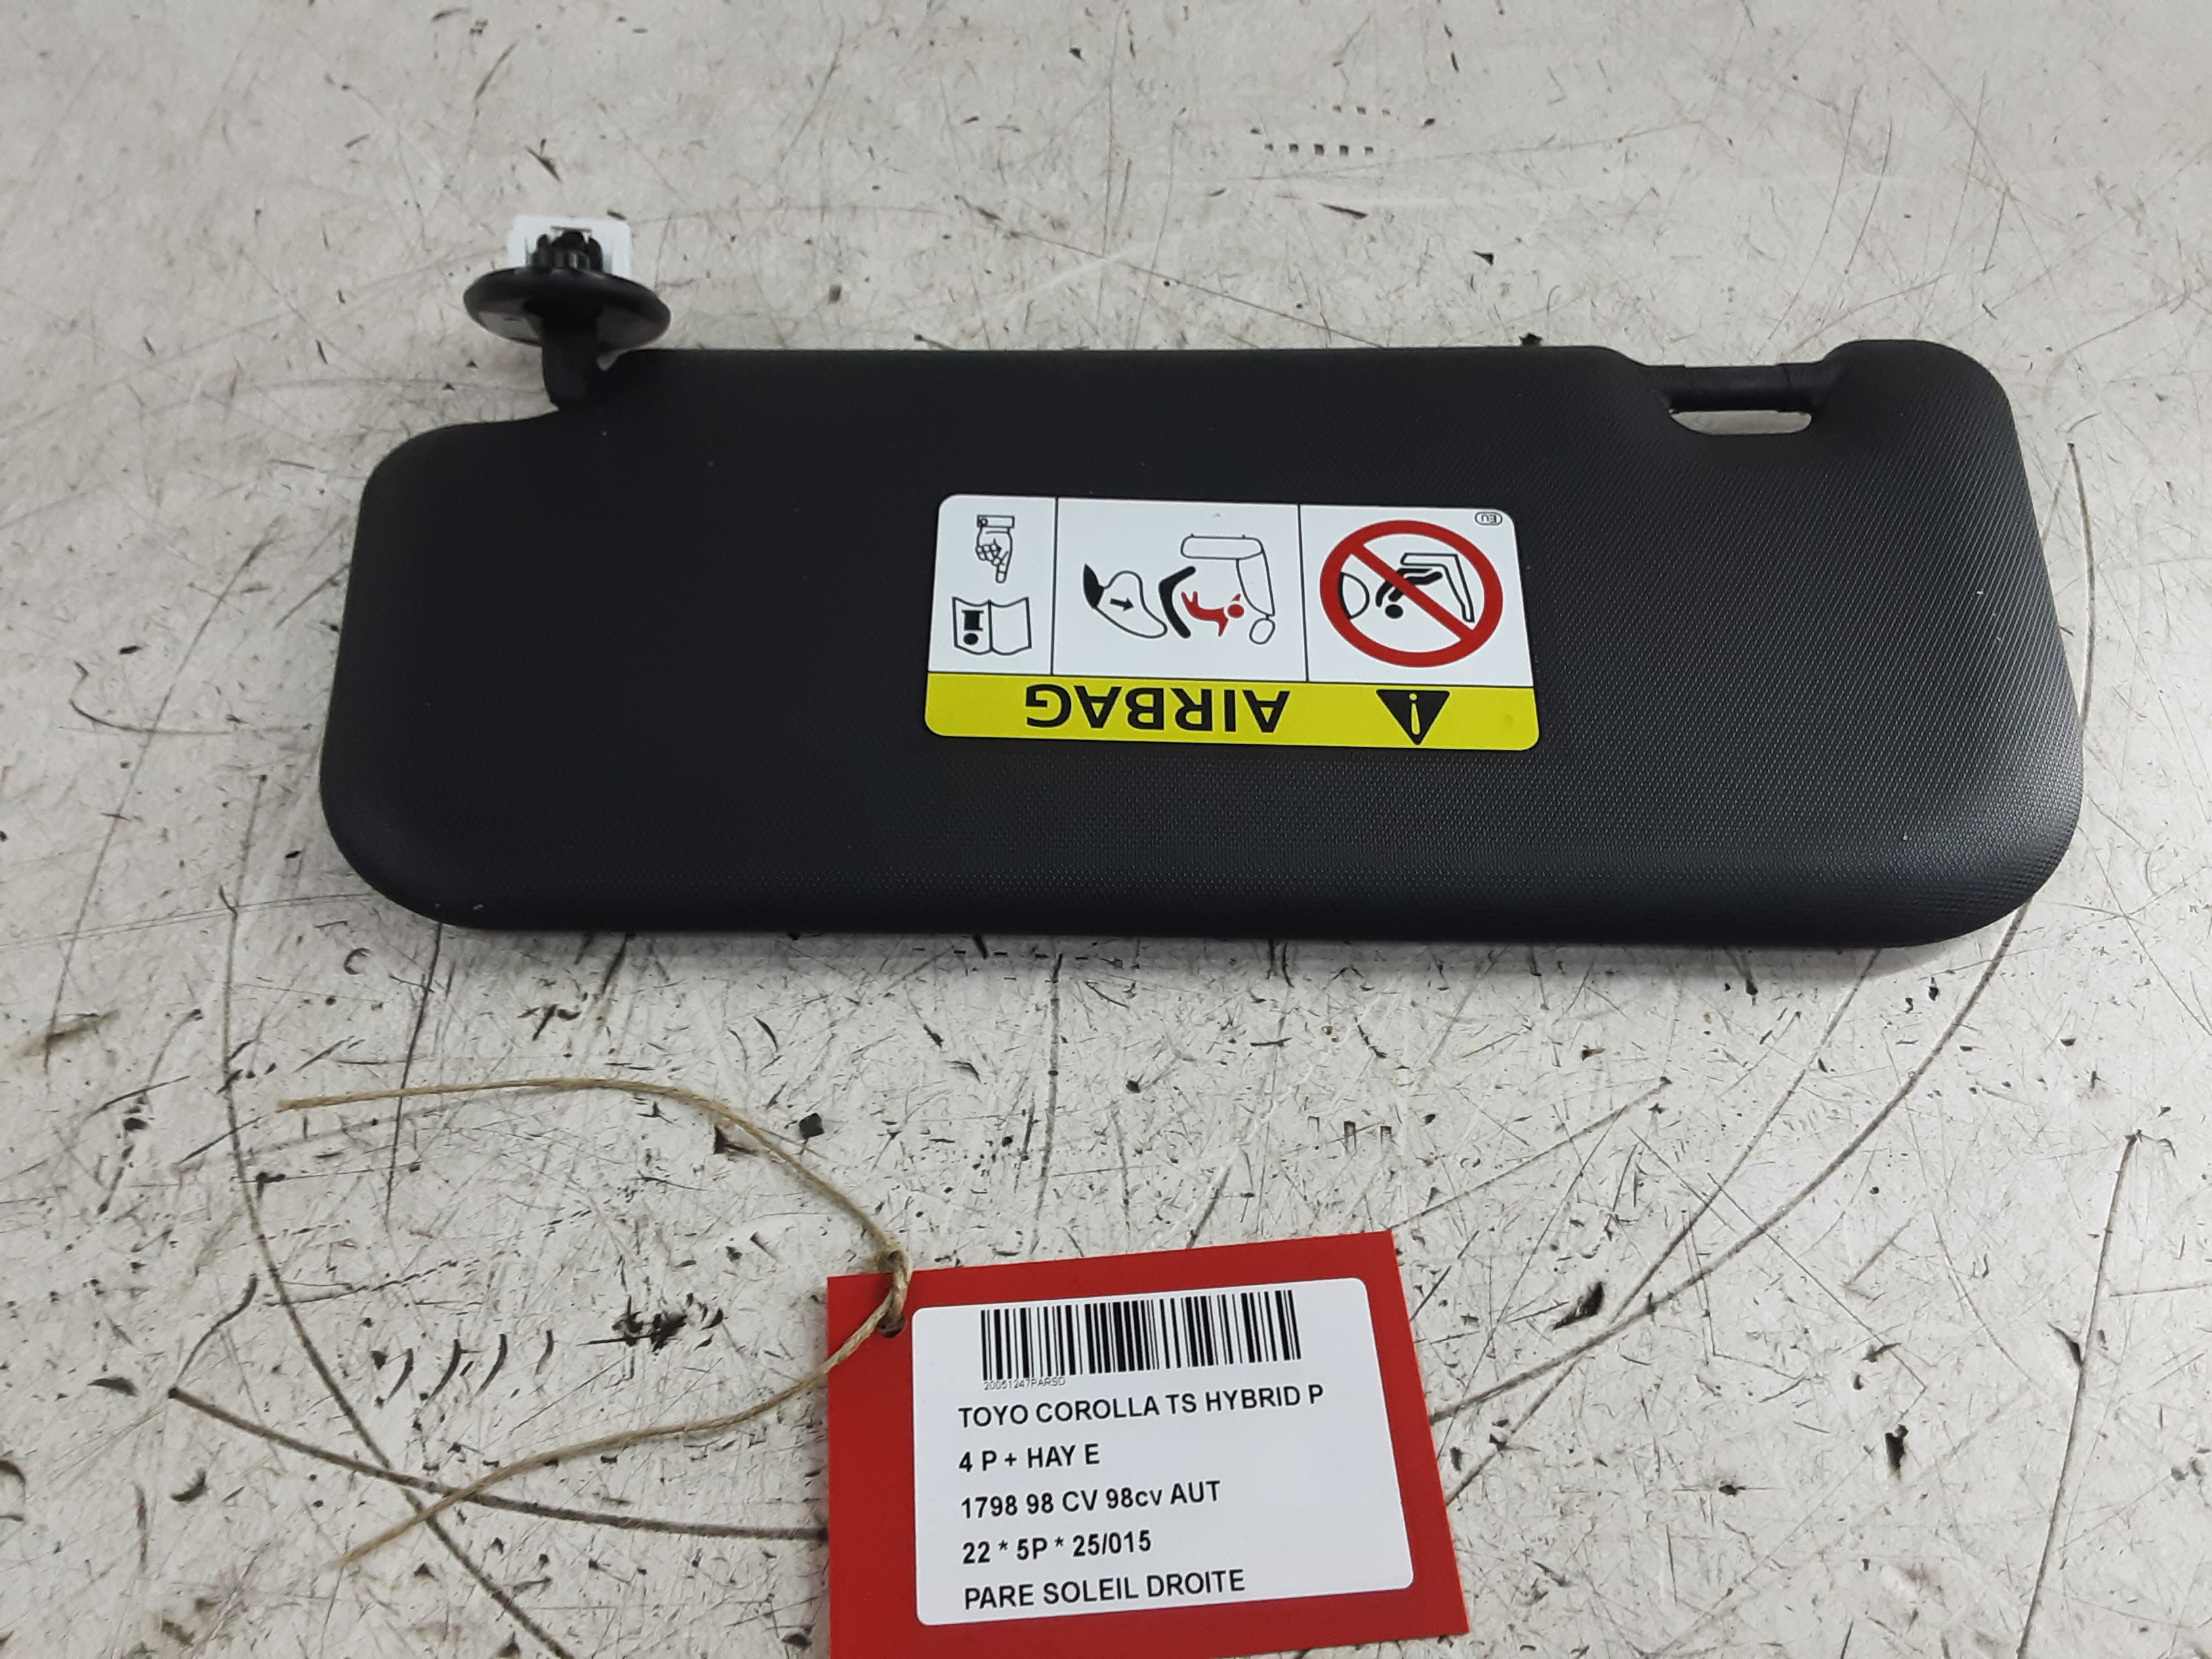 EU
AIRBAG
20051247PARSD
TOYO COROLLA TS HYBRID P
4 P + HAY E
1798 98 CV 98cv AUT
22 * 5P * 25/015
PARE SOLEIL DROITE